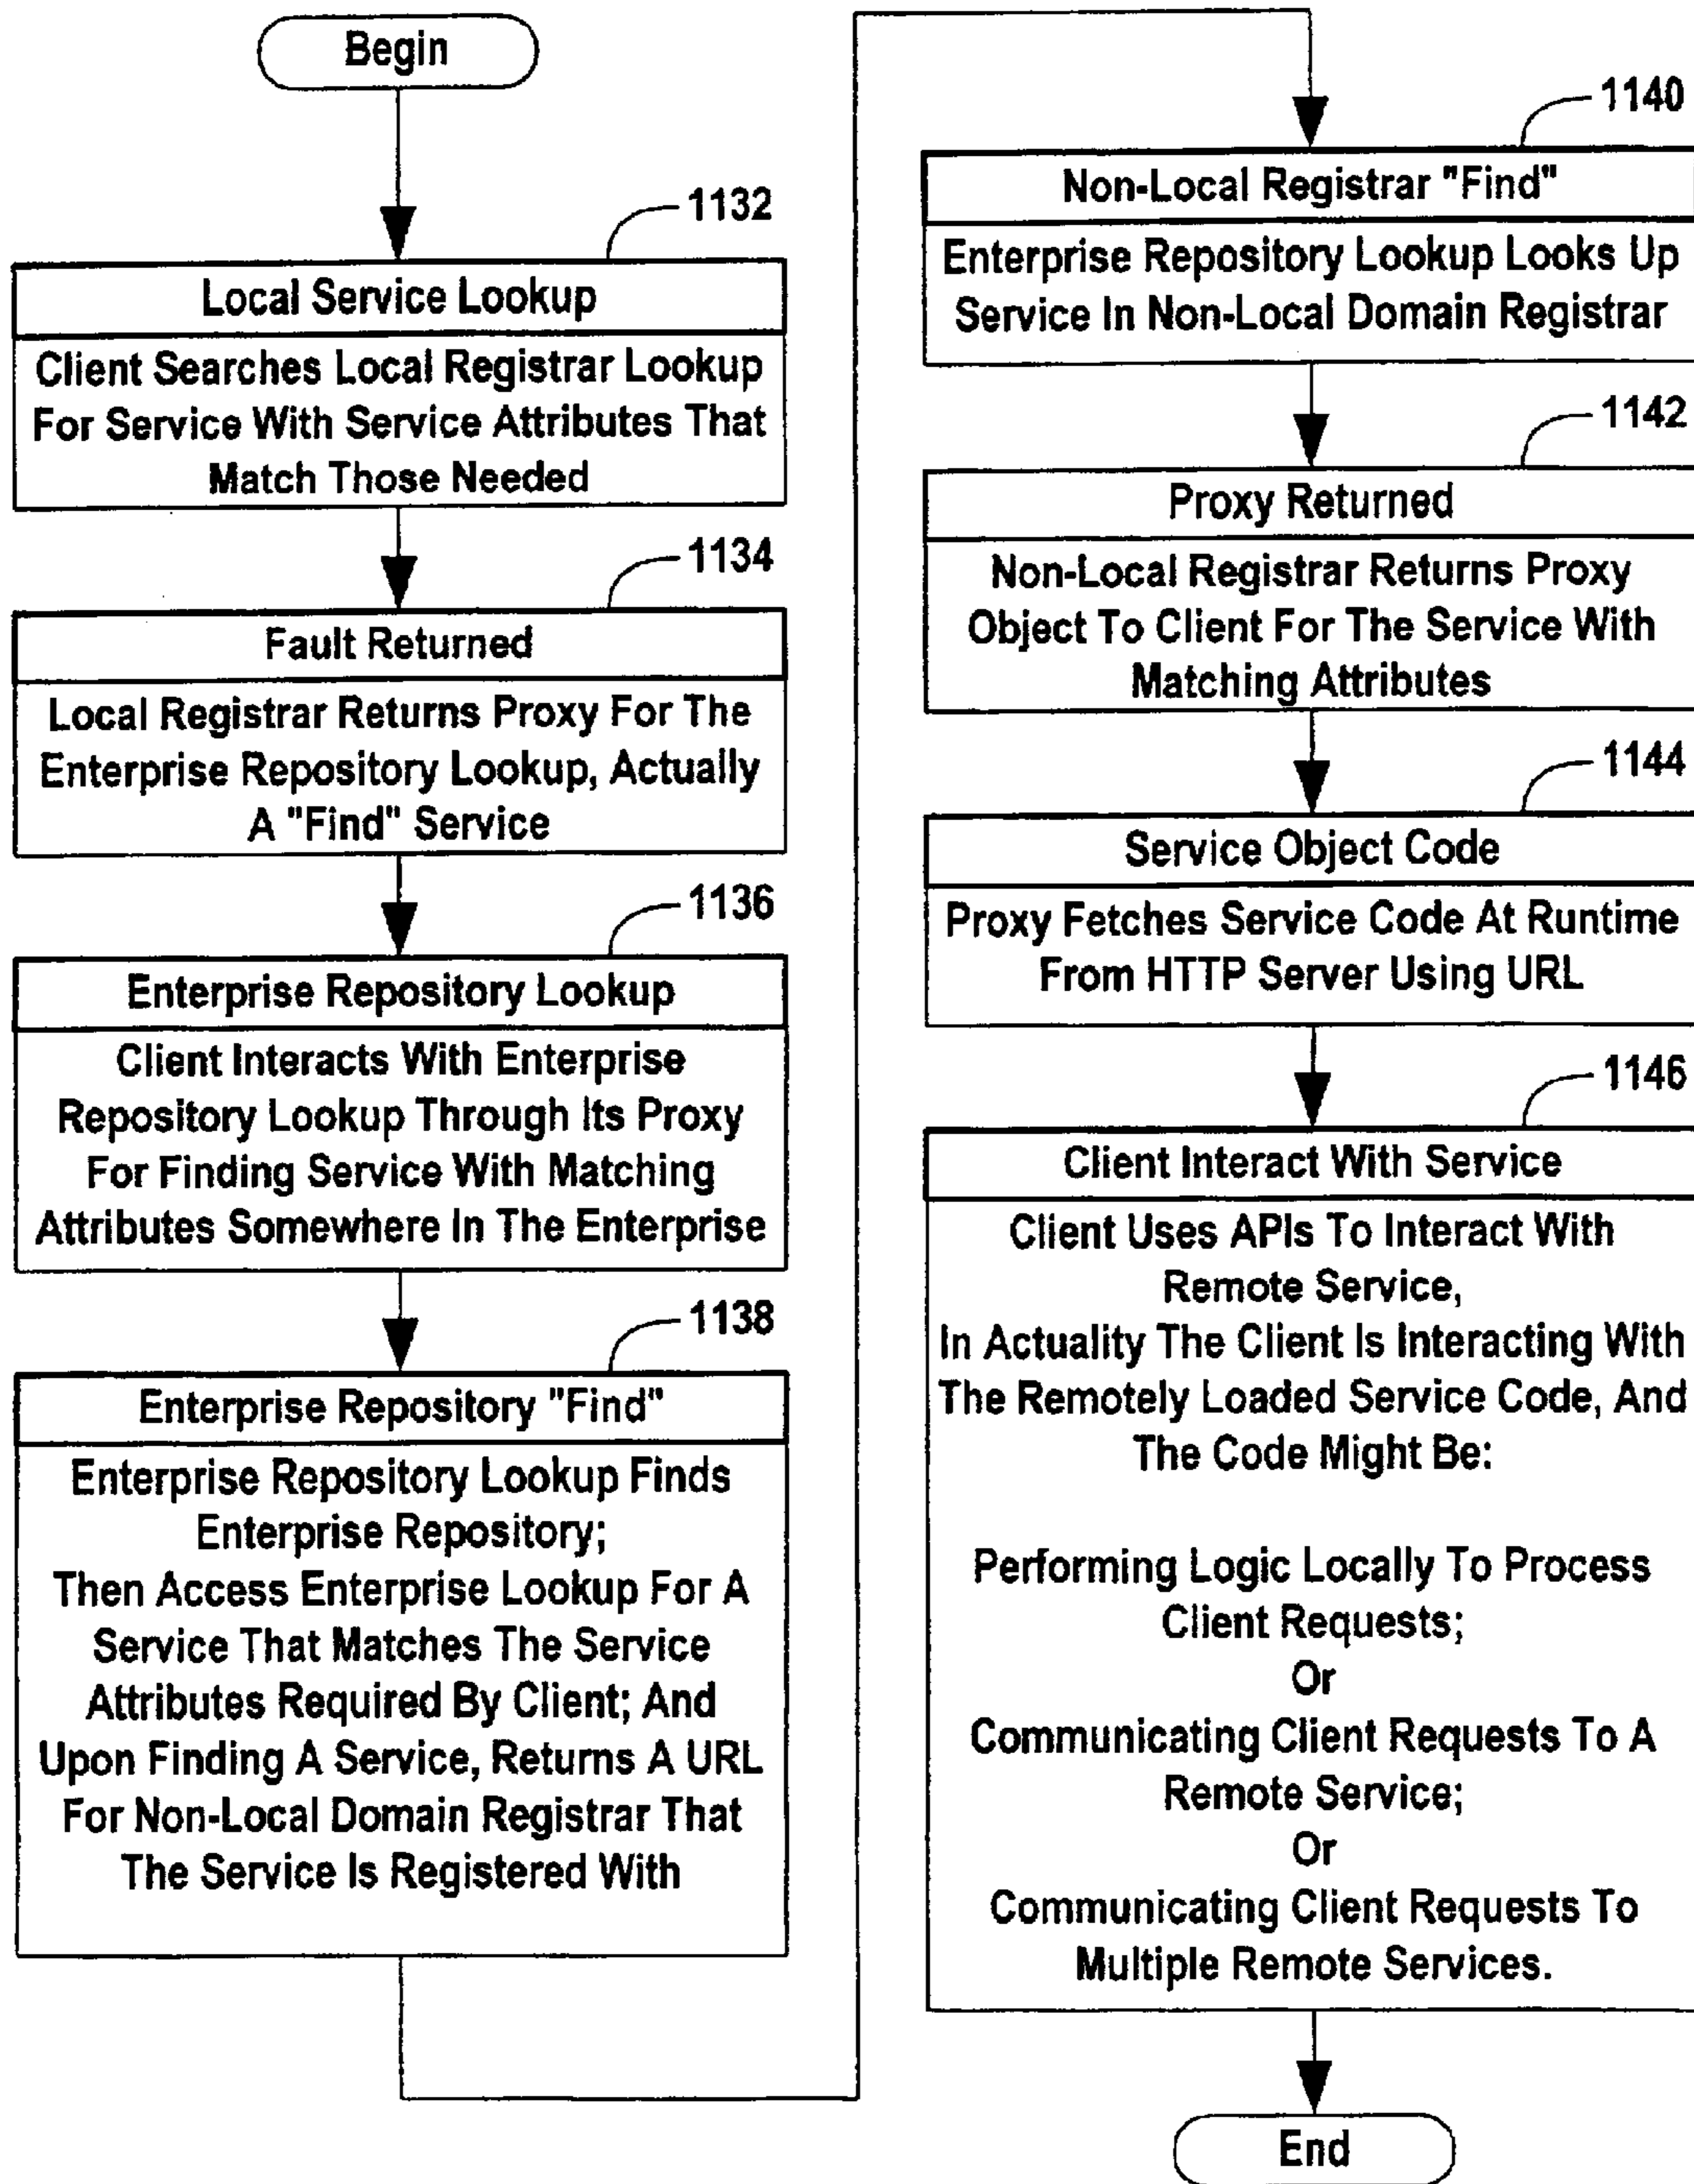 Begin
1132
Local Service Lookup
Client Searches Local Registrar Lookup
For Service With Service Attributes That
Match Those Needed
1134
Fault Returned
Local Registrar Returns Proxy For The
Enterprise Repository Lookup, Actually
A "Find" Service
1136
Enterprise Repository Lookup
Client Interacts With Enterprise
Repository Lookup Through Its Proxy
For Finding Service With Matching
Attributes Somewhere In The Enterprise
1138
Enterprise Repository "Find"
Enterprise Repository Lookup Finds
Enterprise Repository;
Then Access Enterprise Lookup For A
Service That Matches The Service
Attributes Required By Client; And
Upon Finding A Service, Returns A URL
For Non-Local Domain Registrar That
The Service Is Registered With
1140
Non-Local Registrar "Find"
Enterprise Repository Lookup Looks Up
Service In Non-Local Domain Registrar
1142
Proxy Returned
Non-Local Registrar Returns Proxy
Object To Client For The Service With
Matching Attributes
1144
Service Object Code
Proxy Fetches Service Code At Runtime
From HTTP Server Using URL
1146
Client Interact With Service
Client Uses APIs To Interact With
Remote Service,
In Actuality The Client Is Interacting With
The Remotely Loaded Service Code, And
The Code Might Be:
Performing Logic Locally To Process
Client Requests;
Or
Communicating Client Requests To A
Remote Service;
Or
Communicating Client Requests To
Multiple Remote Services.
End